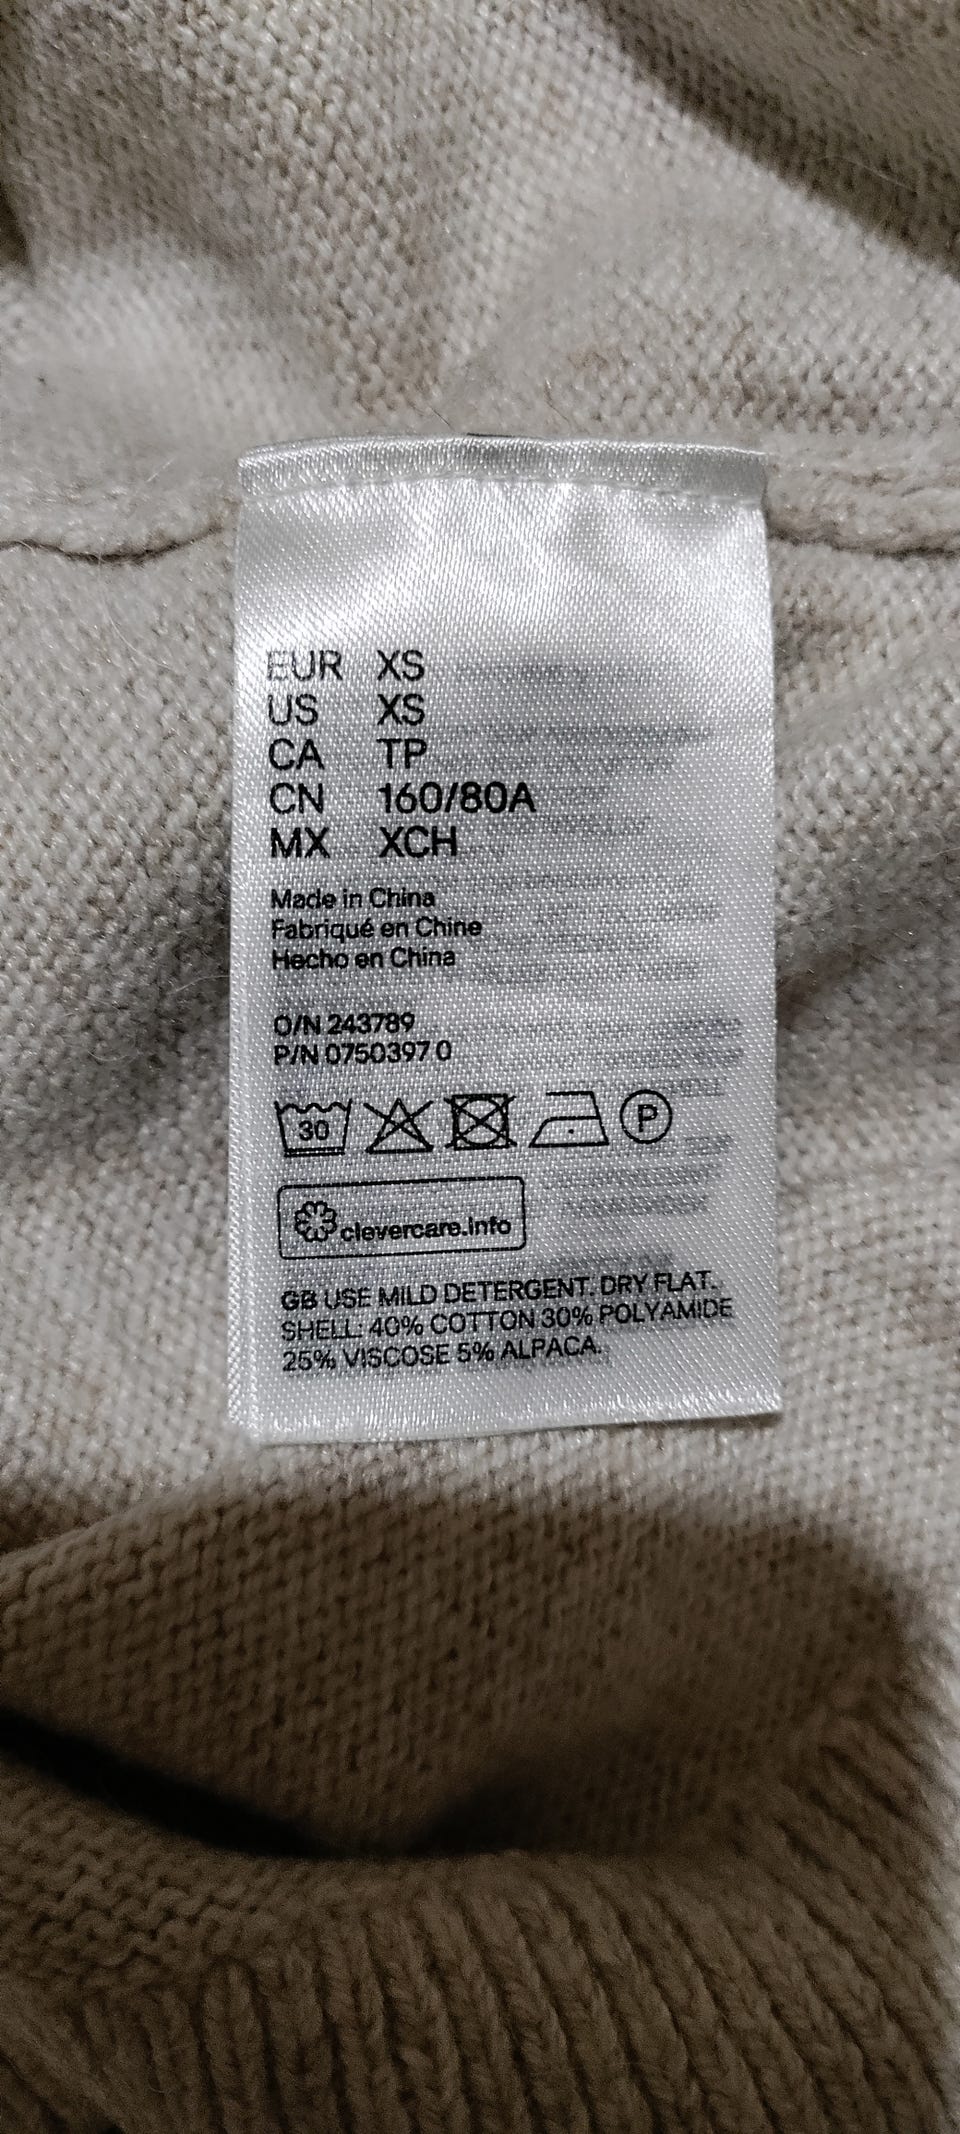 EUR XS
US XS
CA TP
CN 160/80A
MX XCH
Made in China
Fabriqué en Chine
Hecho en China
O/N 243789
P/N 0750397 0
30 P
clevercare.info
GB USE MILD DETERGENT. DRY FLAT.
SHELL: 40% COTTON 30% POLYAMIDE
25% VISCOSE 5% ALPACA.